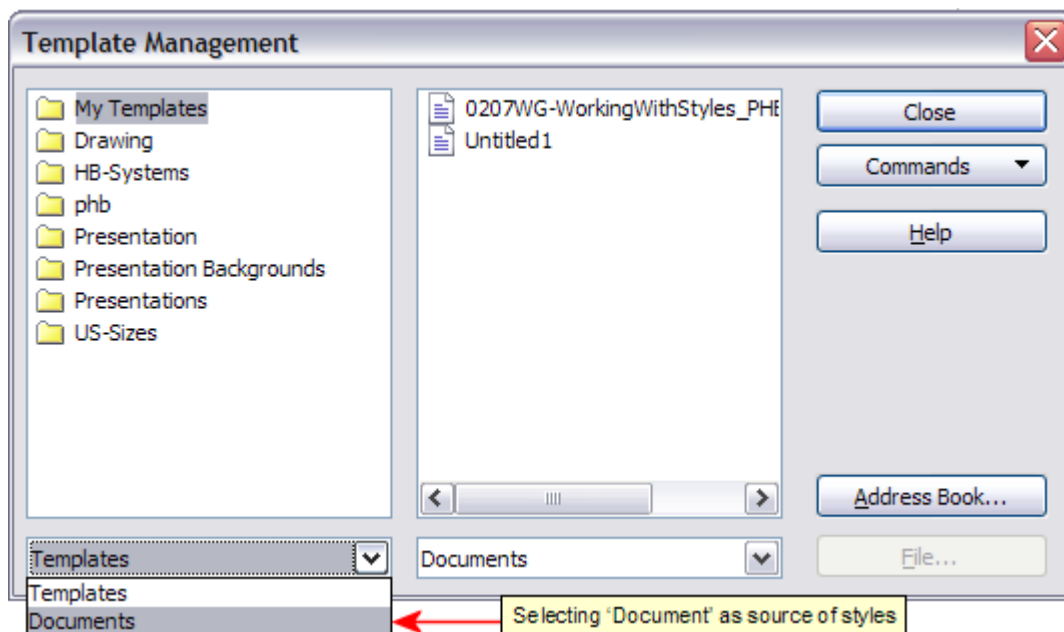 Template Management
My Templates
Drawing
HB-Systems
phb
Presentation
Presentation Backgrounds
Presentations
US-Sizes
0207WG-WorkingWithStyles_PHB
Untitled1
Close
Commands
Help
Address Book...
File...
Templates
Documents
Templates
Documents
Selecting ‘Document’ as source of styles